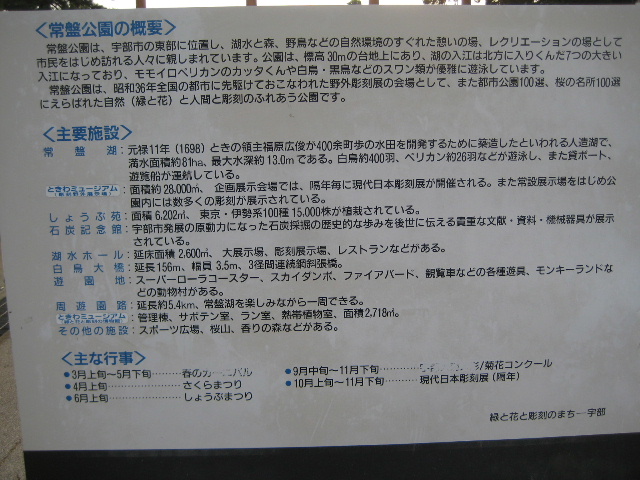 ＜常盤公園の概要＞
常盤公園は、宇部市の東部に位置し、湖水と森、野鳥などの自然環境のすぐれた憩いの場、レクリエーションの場として
市民をはじめ訪れる人々に親しまれています。公園は、標高30mの台地上にあり、湖の入江は北方に入りくんだ7つの大きい
入江になっており、モモイロペリカンのカッタくんや白鳥・黒鳥などのスワン類が優雅に遊泳しています。
常盤公園は、昭和36年全国の都市に先駆けておこなわれた野外彫刻展の会場として、また都市公園100選、桜の名所100選
にえらばれた自然（緑と花）と人間と彫刻のふれあう公園です。
＜主要施設＞
常盤湖：元禄11年（1698）ときの領主福原広俊が400余町歩の水田を開発するために築造したといわれる人造湖で、
満水面積約81ha、最大水深約13.0mである。白鳥約400羽、ペリカン約26羽などが遊泳し、また貸ボート、
遊覧船が運航している。
ときわミュージアム：面積約28.000㎡、企画展示会場では、隔年毎に現代日本彫刻展が開催される。また常設展示場をはじめ公
園内には数多くの彫刻が展示されている。
しょうぶ苑：面積6.202㎡、東京・伊勢系100種15,000株が植栽されている。
石炭記念館：宇部市発展の原動力になった石炭採掘の歴史的な歩みを後世に伝える貴重な文献・資料・機械器具が展示
されている。
湖水ホール：延床面積2,600㎡、大展示場、彫刻展示場、レストランなどがある。
白鳥大橋：延長156m、幅員3.5m、3径間連続鋼斜張橋。
遊園地：スーパーローラコースター、スカイダンボ、ファイアバード、観覧車などの各種遊具、モンキーランドな
どの動物村がある。
周遊園路：延長約5.4km、常盤湖を楽しみながら一周できる。
ときわミュージアム：管理棟、サボテン室、ラン室、熱帯植物室、面積2,718㎡。
その他の施設：スポーツ広場、桜山、香りの森などがある。
＜主な行事＞
●3月上旬〜5月下旬………春のカーニバル
●4月上旬…………さくらまつり
●6月上旬…………しょうぶまつり
●9月中旬〜11月下旬………/菊花コンクール
●10月上旬〜11月下旬………現代日本彫刻展（隔年）
緑と花と彫刻のまち―宇部